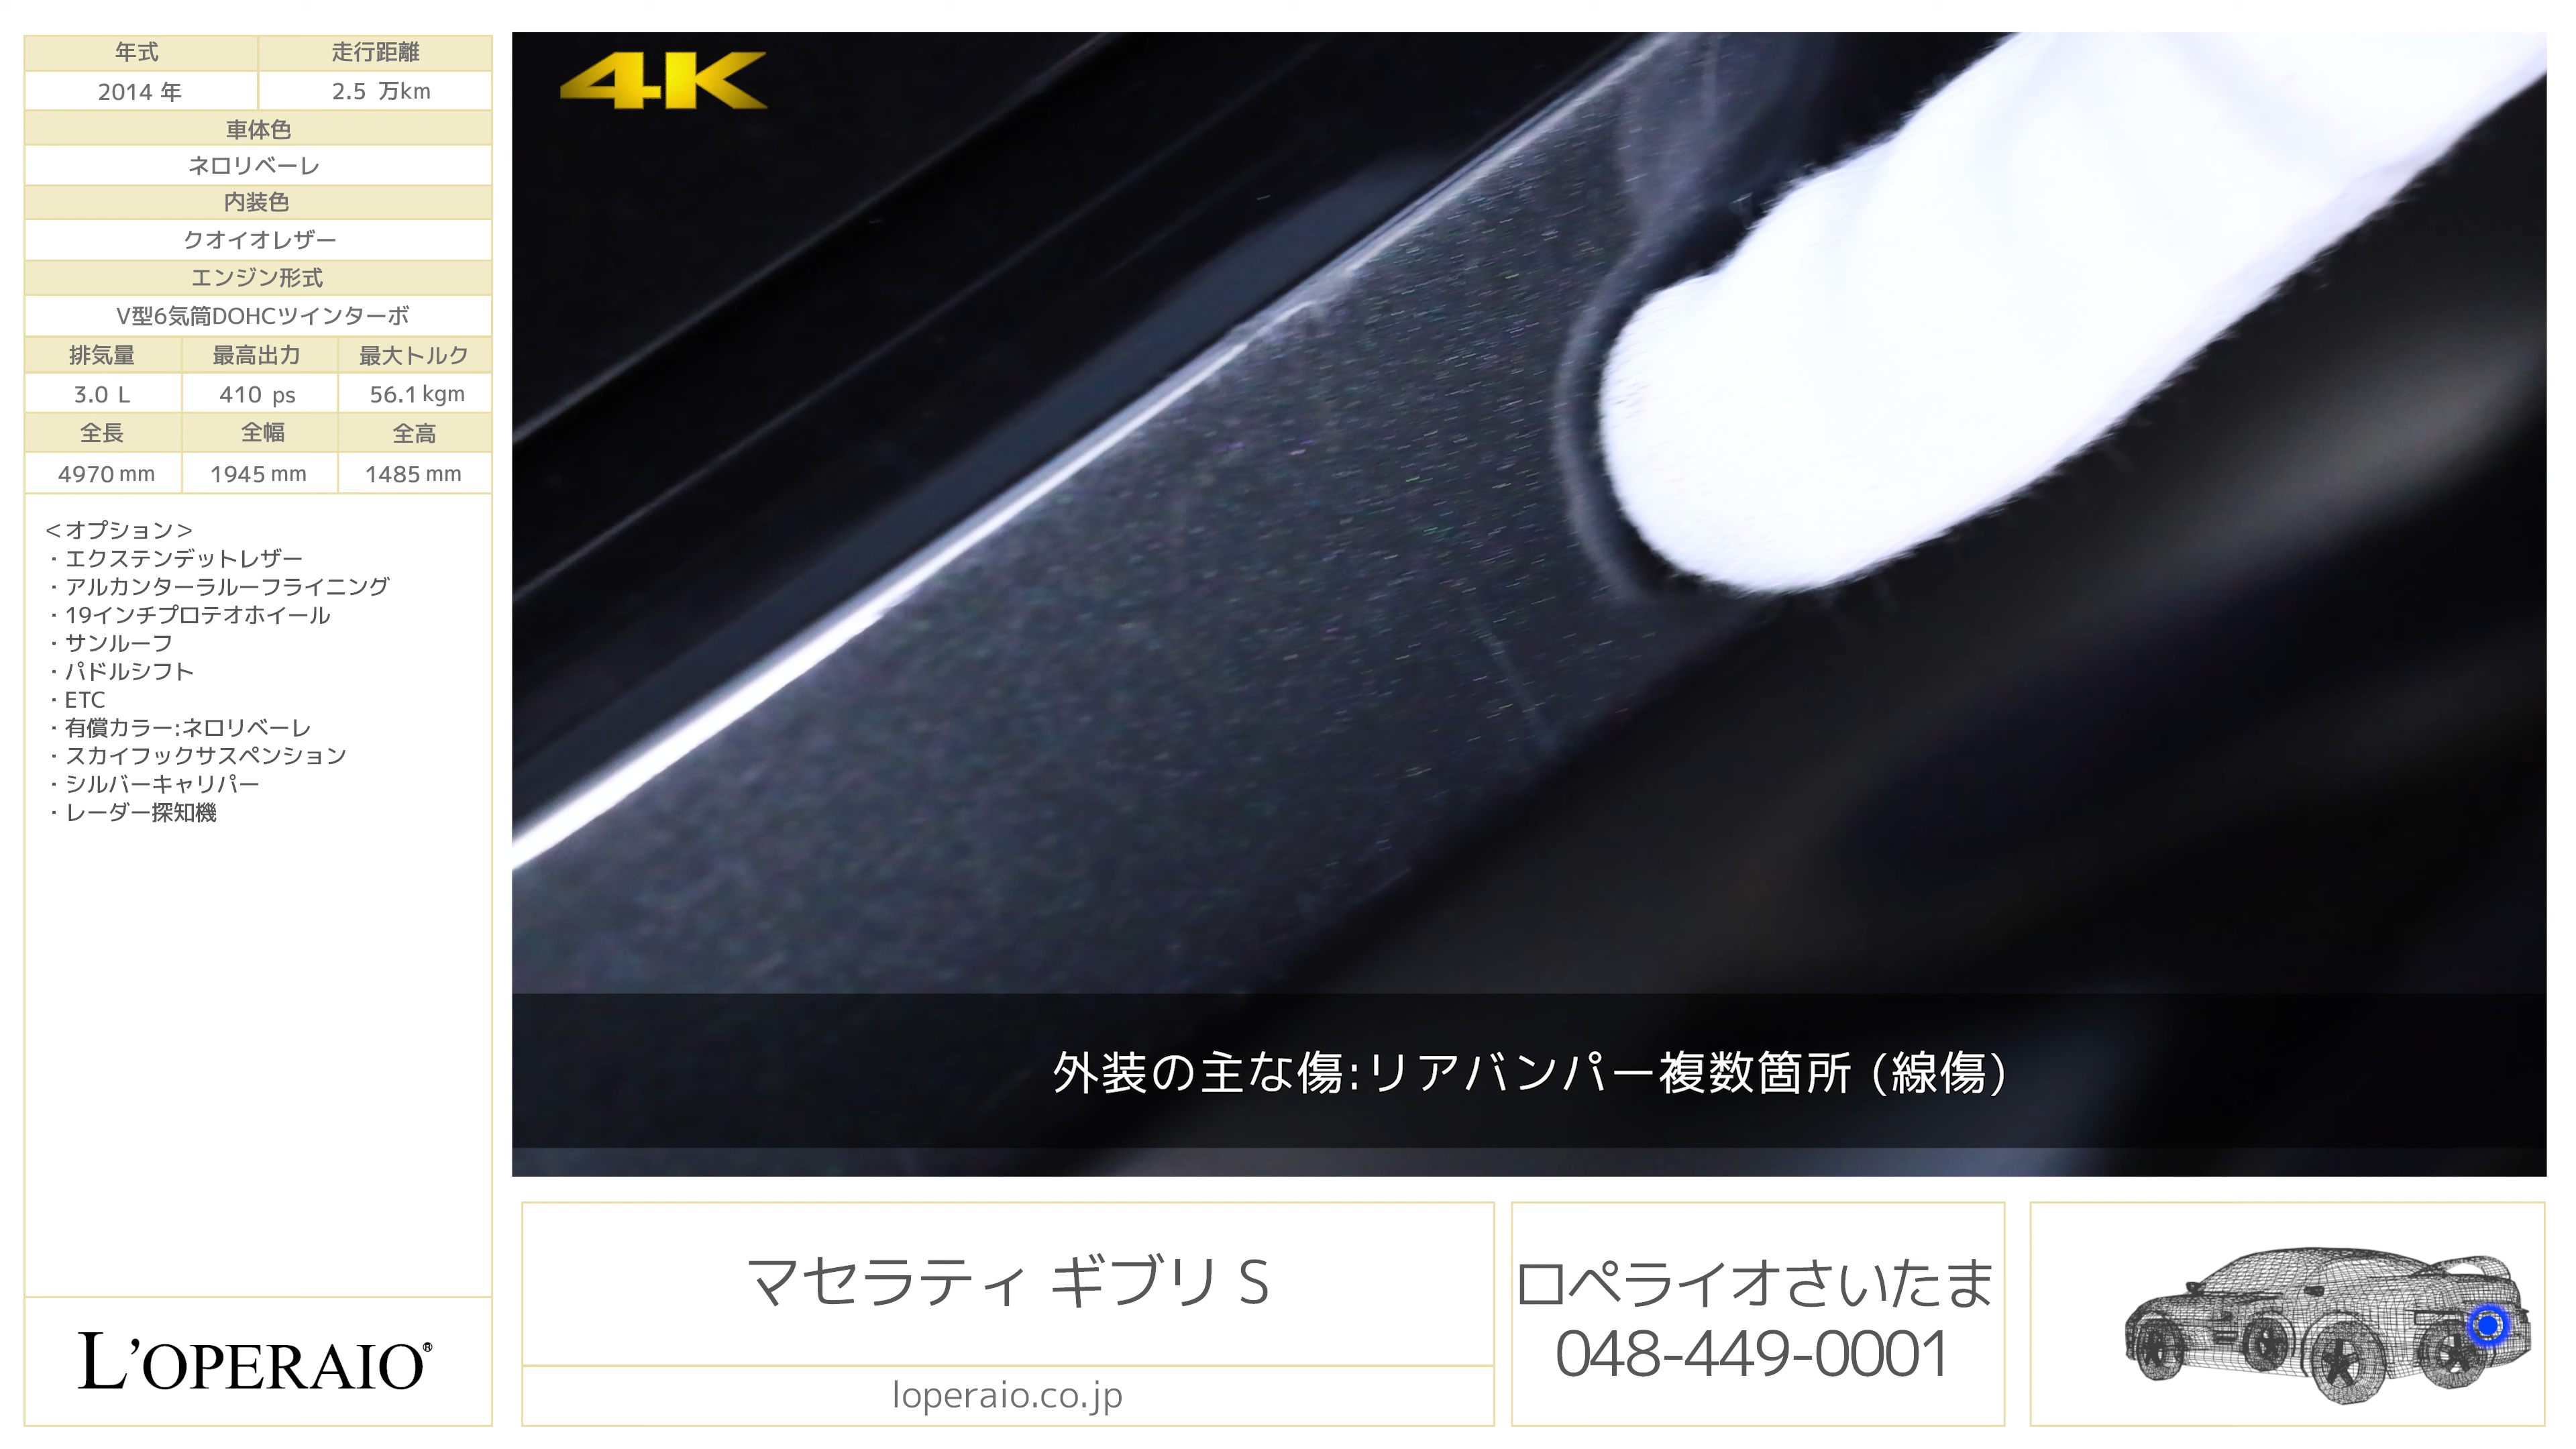 年式 走行距離
2014 年 2.5 万km
車体色
ネロリベーレ
内装色
クオイオレザー
エンジン形式
V型6気筒DOHCツインターボ
排気量 最高出力 最大トルク
3.0 L 410 ps 56.1 kgm
全長 全幅 全高
4970 mm 1945 mm 1485 mm
＜オプション＞
・エクステンデットレザー
・アルカンターラルーフライニング
・19インチプロテオホイール
・サンルーフ
・パドルシフト
・ETC
・有償カラー:ネロリベーレ
・スカイフックサスペンション
・シルバーキャリパー
・レーダー探知機
L'OPERAIO®
4K
外装の主な傷:リアバンパー複数箇所 (線傷)
マセラティ ギブリ S
loperaio.co.jp
ロペライオさいたま
048-449-0001